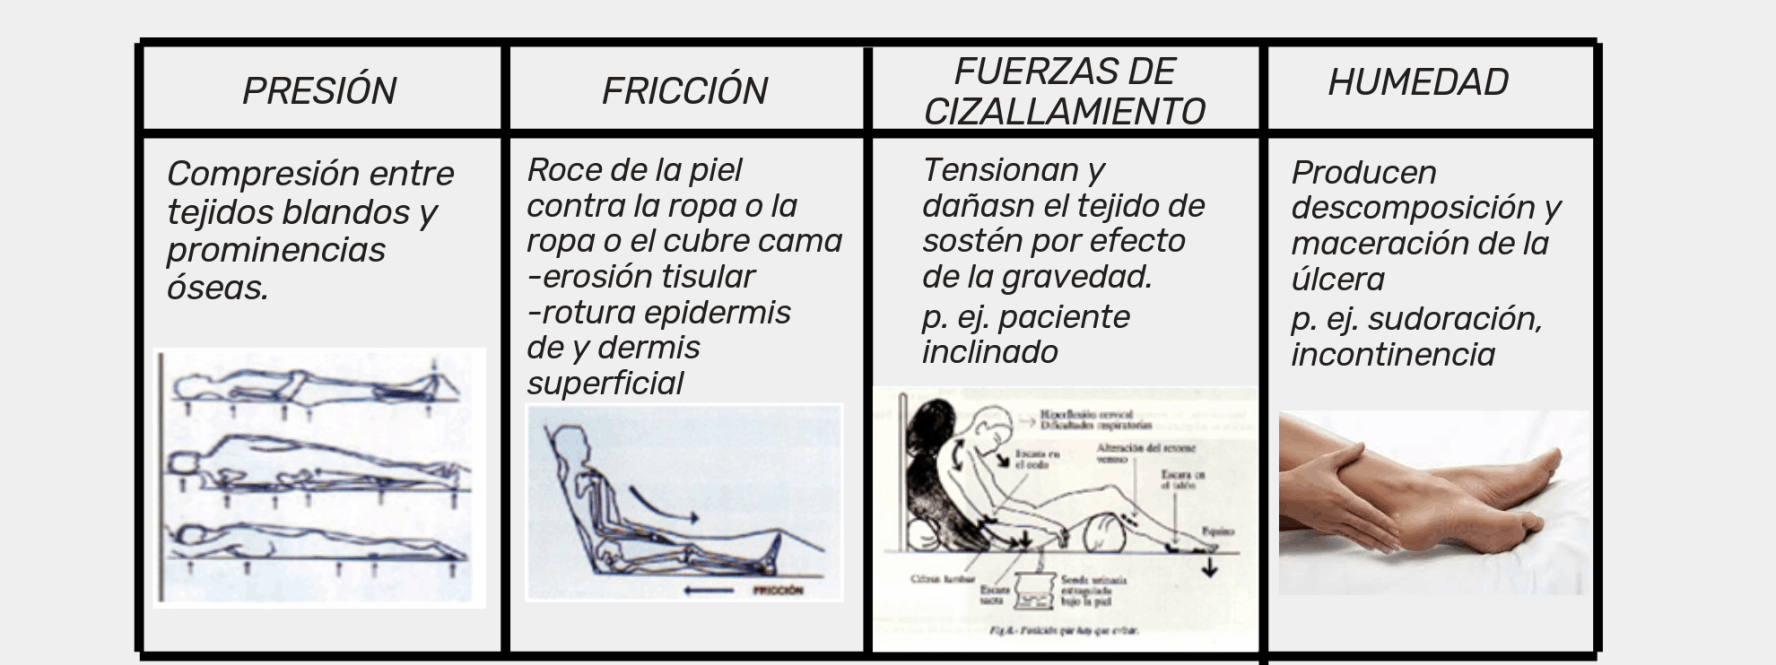 PRESIÓN
FRICCIÓN
FUERZAS DE
CIZALLAMIENTO
HUMEDAD
Compresión entre
tejidos blandos y
prominencias
óseas.
Roce de la piel
contra la ropa o la
ropa o el cubre cama
-erosión tisular
-rotura epidermis
de y dermis
superficial
FRICCIÓN
Tensionan y
dañasn el tejido de
sostén por efecto
de la gravedad.
p. ej. paciente
inclinado
Hiperflexión cervical
Dificultades respiratorias
Escara en
el codo
Alteración del retorno
venoso
Escara en
el talón
Equino
Cifosis lumbar
Escara
sacra
Sonda urinaria
estrangulada
bajo la piel
Posición que hay que evitar.
Producen
descomposición y
maceración de la
úlcera
p. ej. sudoración,
incontinencia